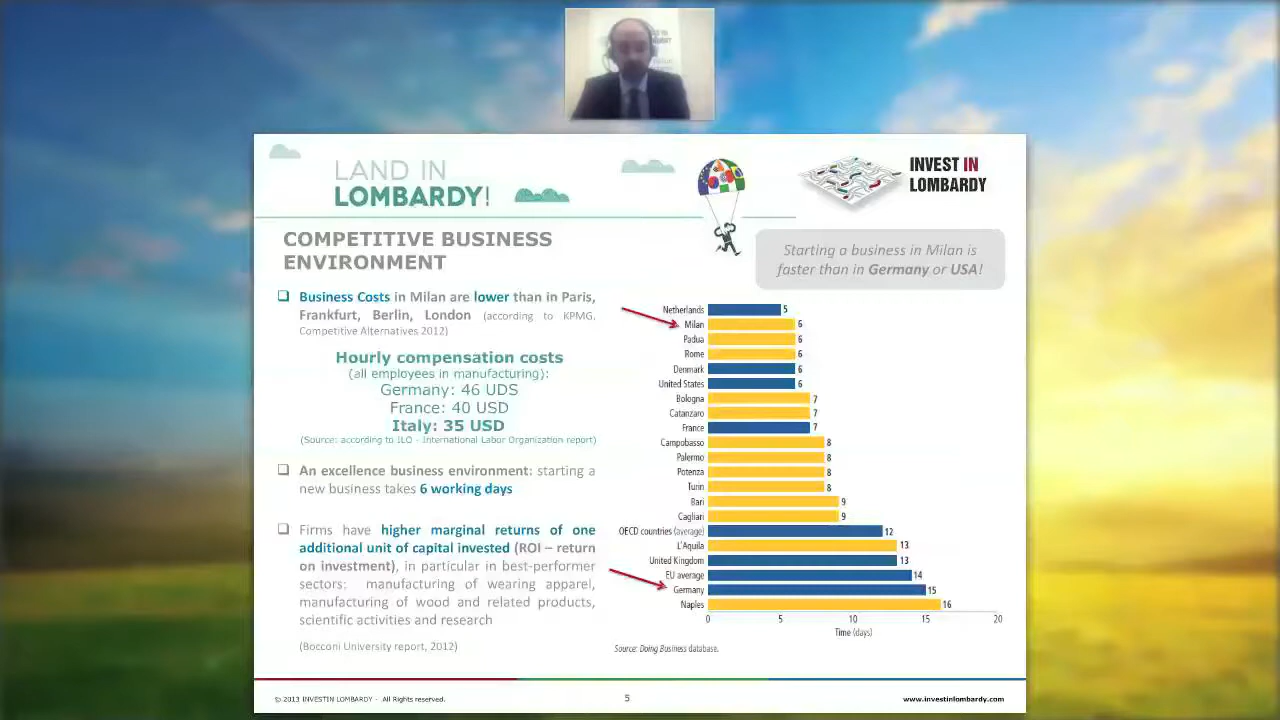 LAND IN
LOMBARDY!
INVEST IN
LOMBARDY
COMPETITIVE BUSINESS
ENVIRONMENT
Starting a business in Milan is
faster than in Germany or USA!
Business Costs in Milan are lower than in Paris,
Frankfurt, Berlin, London (according to KPMG.
Competitive Alternatives 2012)
Hourly compensation costs
(all employees in manufacturing):
Germany: 46 UDS
France: 40 USD
Italy: 35 USD
(Source: according to ILO - International Labor Organization report)
An excellence business environment: starting a
new business takes 6 working days
Firms have higher marginal returns of one
additional unit of capital invested (ROI – return
on investment), in particular in best-performer
sectors: manufacturing of wearing apparel,
manufacturing of wood and related products,
scientific activities and research
(Bocconi University report, 2012)
Netherlands 5
Milan 6
Padua 6
Rome 6
Denmark 6
United States 6
Bologna 7
Catanzaro 7
France 7
Campobasso 8
Palermo 8
Potenza 8
Turin 8
Bari 9
Cagliari 9
OECD countries (average) 12
L'Aquila 13
United Kingdom 13
EU average 14
Germany 15
Naples 16
0 5 10 15 20
Time (days)
Source: Doing Business database.
© 2013 INVESTIN LOMBARDY - All Rights reserved.
5
www.investinlombardy.com